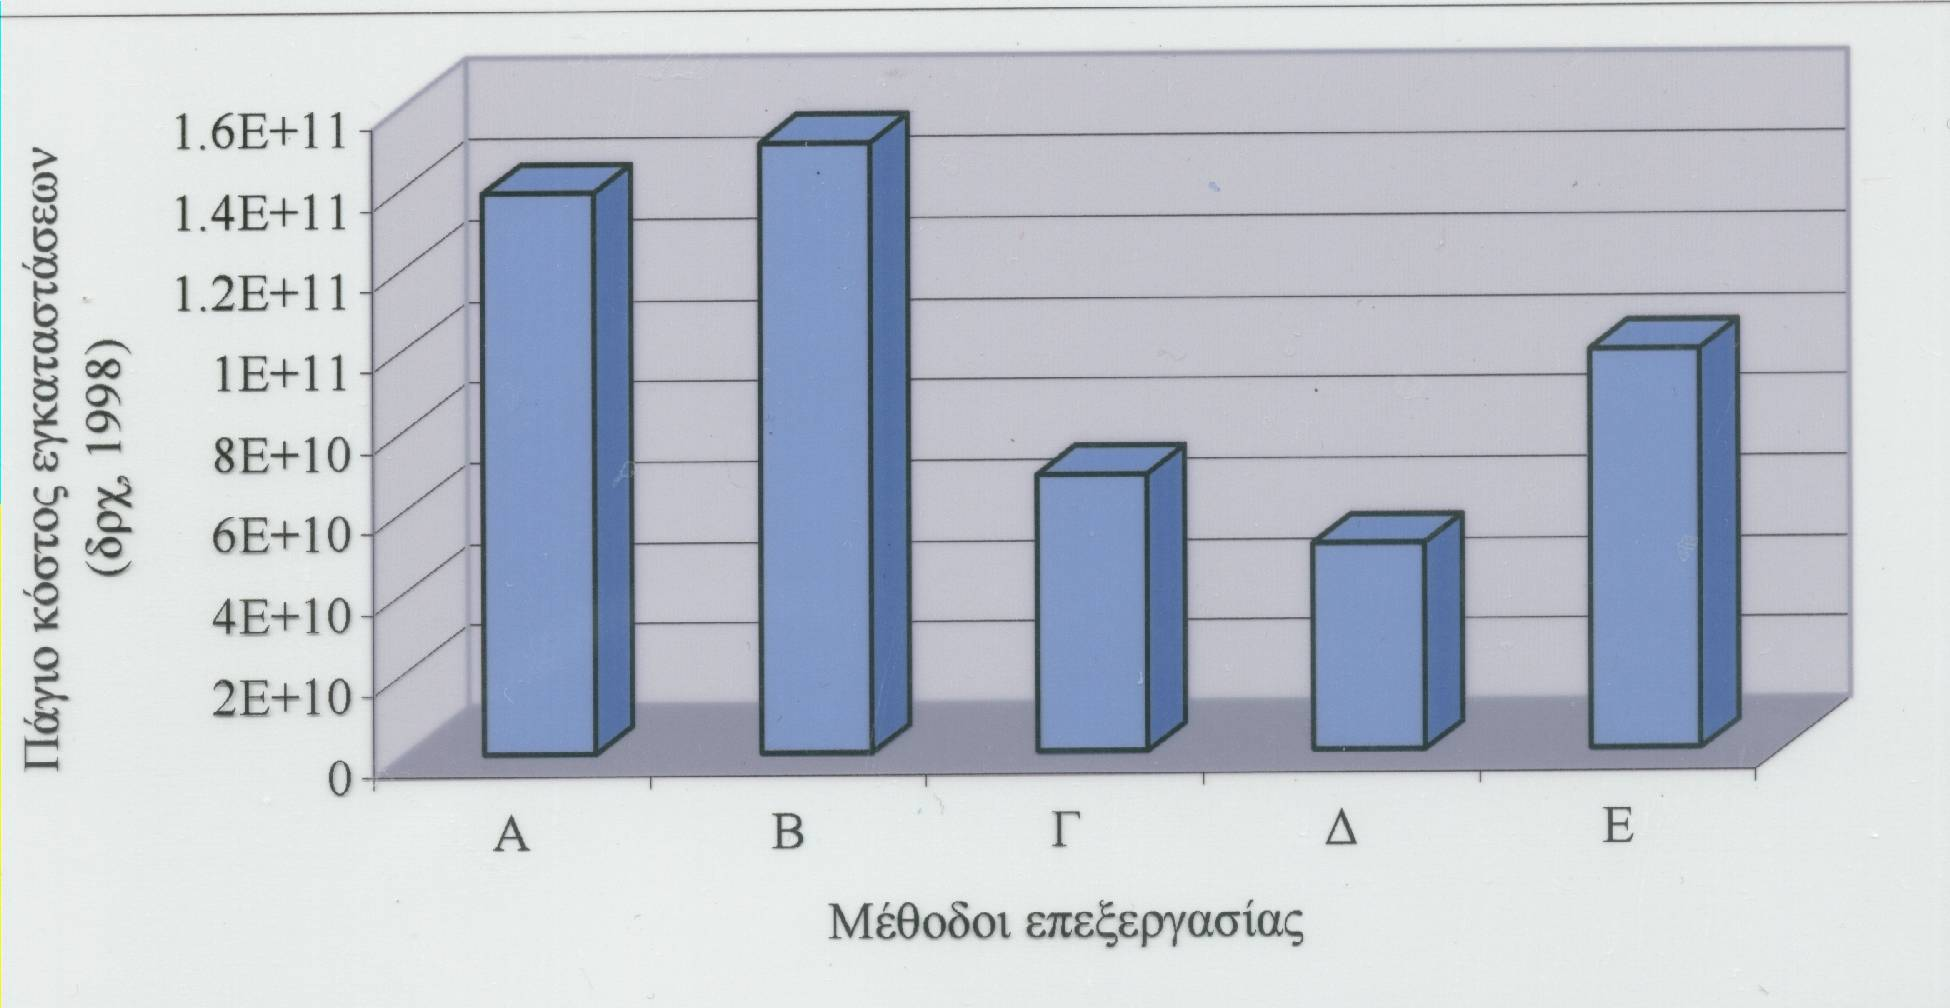 Πάγιο κόστος εγκαταστάσεων
(δρχ, 1998)
1.6E+11
1.4E+11
1.2E+11
1E+11
8E+10
6E+10
4E+10
2E+10
0
Α
Β
Γ
Δ
Ε
Μέθοδοι επεξεργασίας